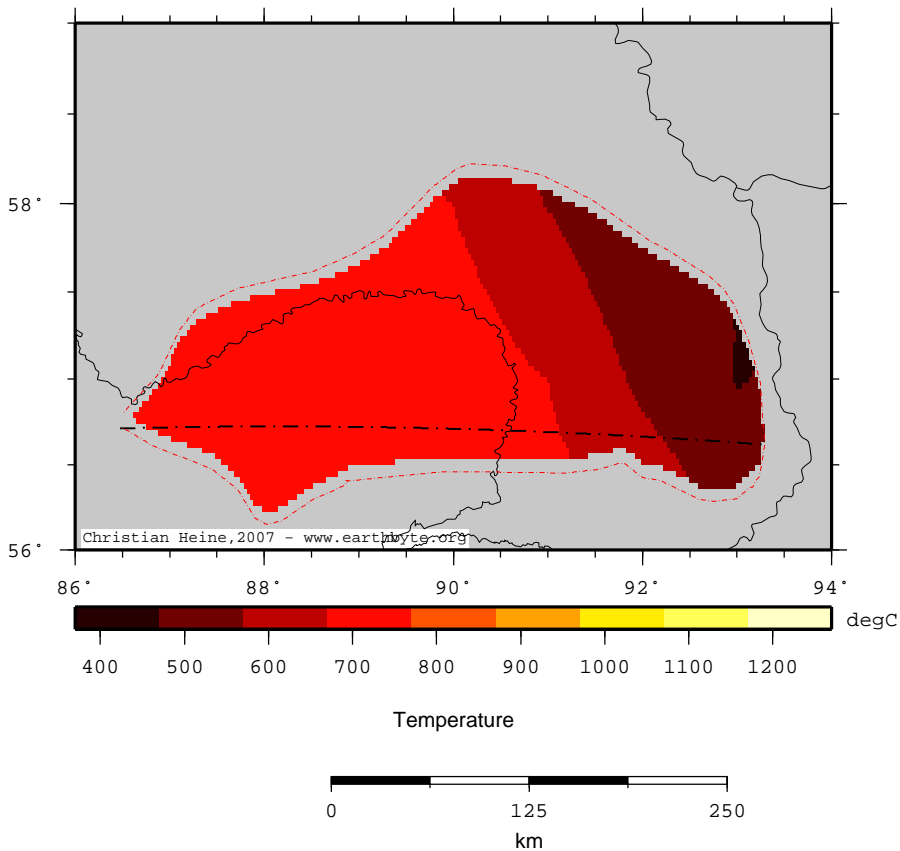 58°
Christian Heine,2007 - www.earthbyte.org
56°
86° 88° 90° 92° 94°
degC
400 500 600 700 800 900 1000 1100 1200
Temperature
0 125 250
km